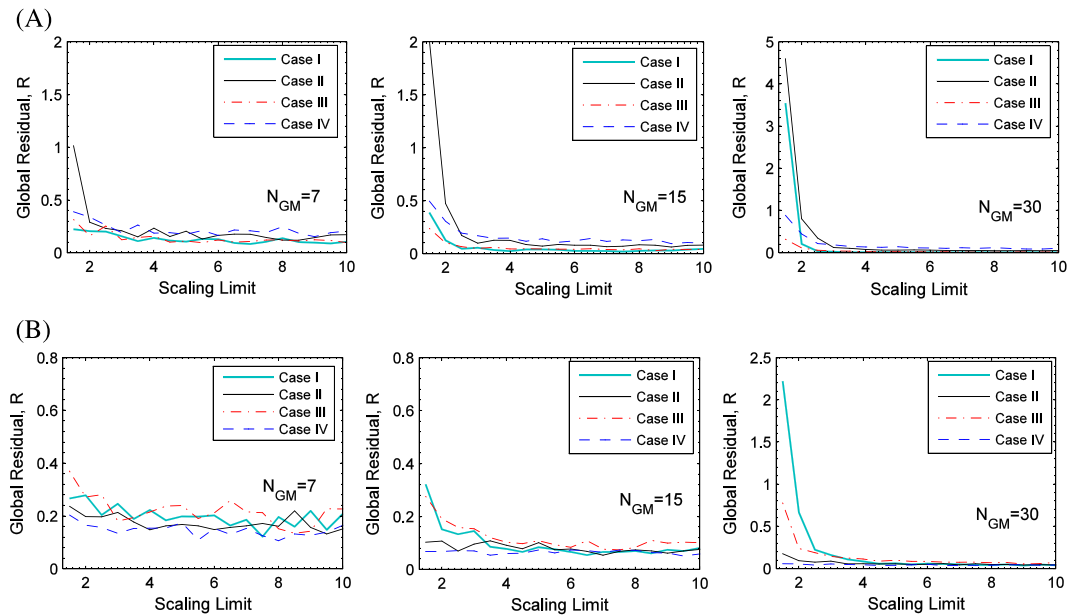 (A)
Global Residual, R
2
1.5
1
0.5
0
2 4 6 8 10
Scaling Limit
Case I
Case II
Case III
Case IV
N_GM=7
Global Residual, R
2
1.5
1
0.5
0
2 4 6 8 10
Scaling Limit
Case I
Case II
Case III
Case IV
N_GM=15
Global Residual, R
5
4
3
2
1
0
2 4 6 8 10
Scaling Limit
Case I
Case II
Case III
Case IV
N_GM=30
(B)
Global Residual, R
0.8
0.6
0.4
0.2
0
2 4 6 8 10
Scaling Limit
Case I
Case II
Case III
Case IV
N_GM=7
Global Residual, R
0.8
0.6
0.4
0.2
0
2 4 6 8 10
Scaling Limit
Case I
Case II
Case III
Case IV
N_GM=15
Global Residual, R
2.5
2
1.5
1
0.5
0
2 4 6 8 10
Scaling Limit
Case I
Case II
Case III
Case IV
N_GM=30